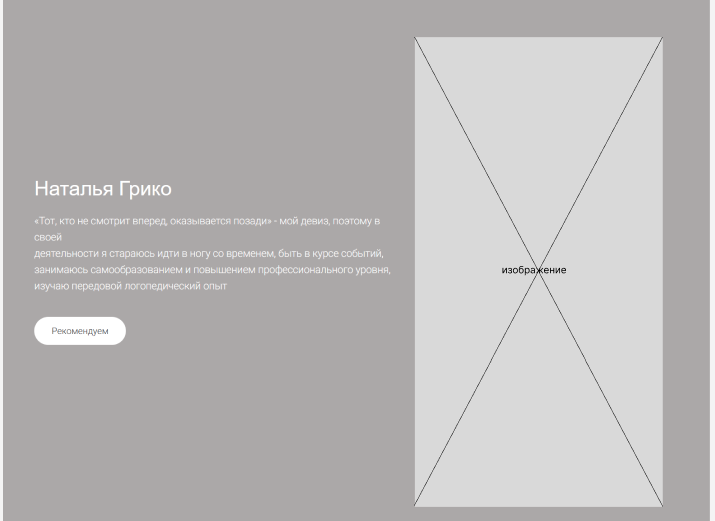 Наталья Грико
«Тот, кто не смотрит вперед, оказывается позади» - мой девиз, поэтому в
своей
деятельности я стараюсь идти в ногу со временем, быть в курсе событий,
занимаюсь самообразованием и повышением профессионального уровня,
изучаю передовой логопедический опыт
Рекомендуем
изображение